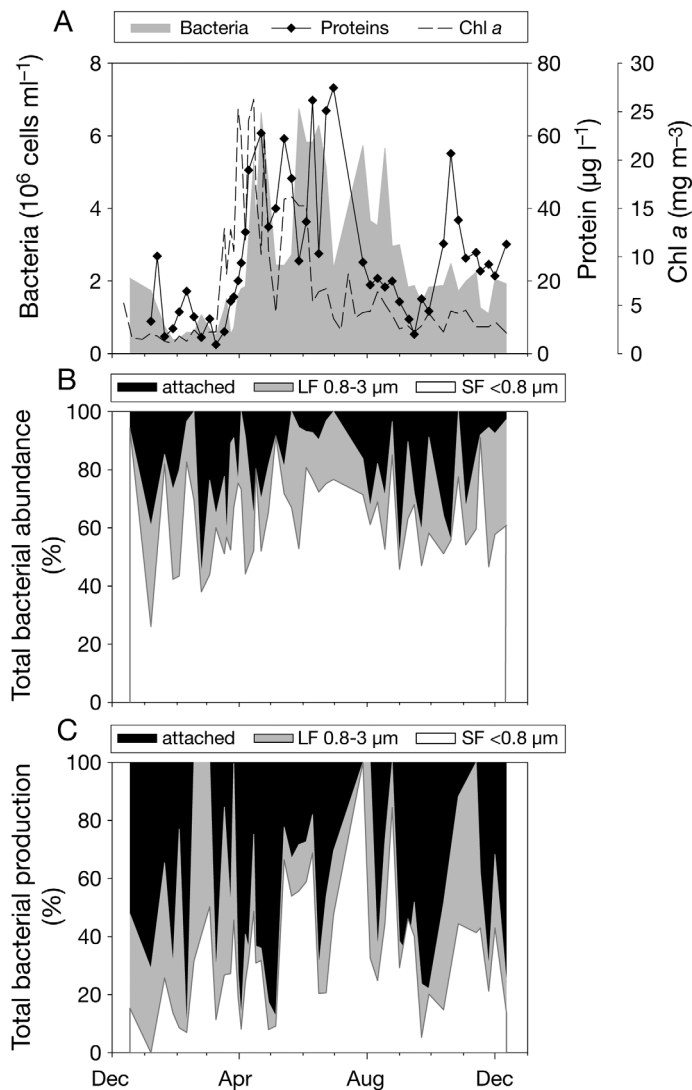 A
Bacteria Proteins Chl a
Bacteria (10⁶ cells ml⁻¹)
8
6
4
2
0
80
60
40
20
0
Protein (µg l⁻¹)
30
25
20
15
10
5
0
Chl a (mg m⁻³)
B
attached LF 0.8-3 µm SF <0.8 µm
Total bacterial abundance
(%)
100
80
60
40
20
0
C
attached LF 0.8-3 µm SF <0.8 µm
Total bacterial production
(%)
100
80
60
40
20
0
Dec Apr Aug Dec